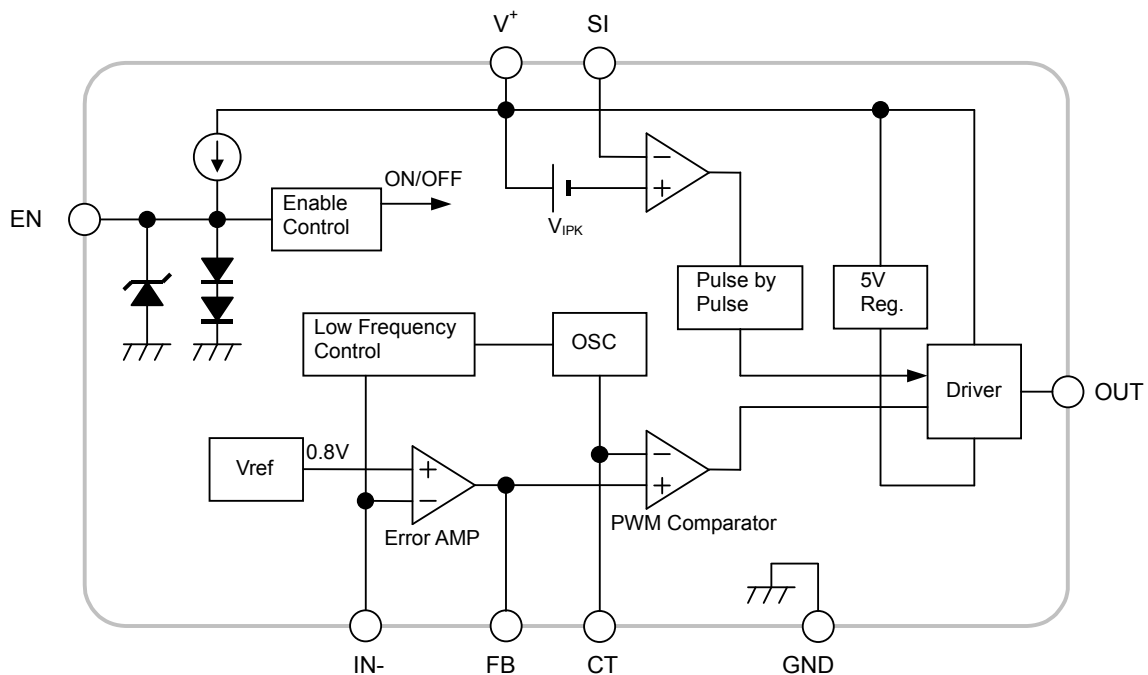 V+
SI
ON/OFF
Enable
Control
EN
−
+
VIPK
Pulse by
Pulse
5V
Reg.
Low Frequency
Control
OSC
Driver
OUT
0.8V
Vref
+
−
−
+
Error AMP
PWM Comparator
IN-
FB
CT
GND